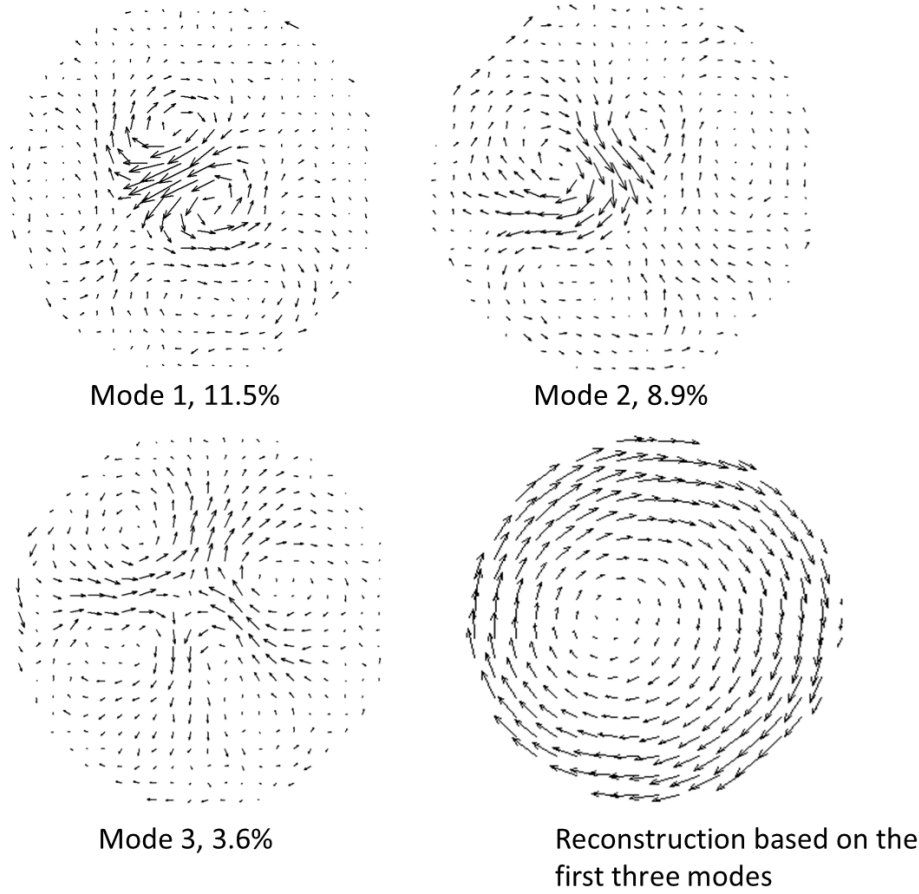 Mode 1, 11.5%
Mode 2, 8.9%
Mode 3, 3.6%
Reconstruction based on the
first three modes